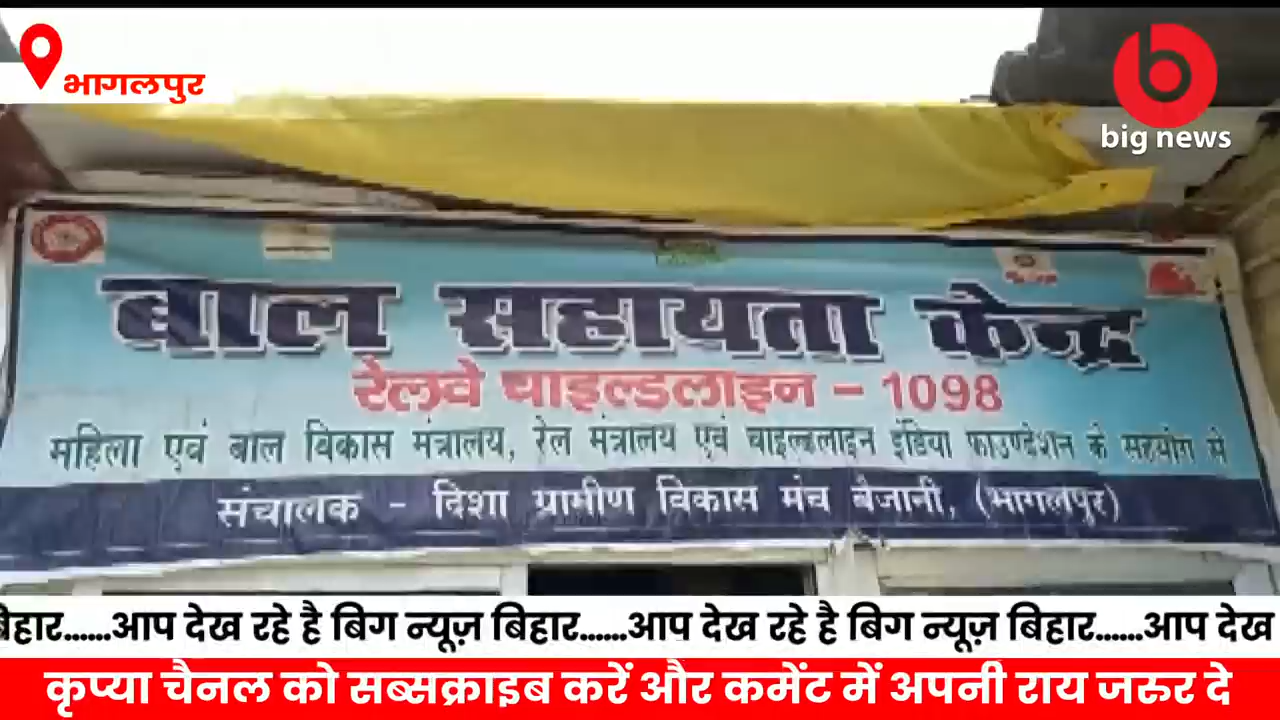 भागलपुर
big news
बाल सहायता केन्द्र
रेलवे चाइल्डलाइन - 1098
महिला एवं बाल विकास मंत्रालय, रेल मंत्रालय एवं चाइल्डलाइन इंडिया फाउण्डेशन के सहयोग से
संचालक - दिशा ग्रामीण विकास मंच बैजानी, (भागलपुर)
बिहार......आप देख रहे है बिग न्यूज़ बिहार......आप देख रहे है बिग न्यूज़ बिहार......आप देख
कृप्या चैनल को सब्सक्राइब करें और कमेंट में अपनी राय जरुर दे